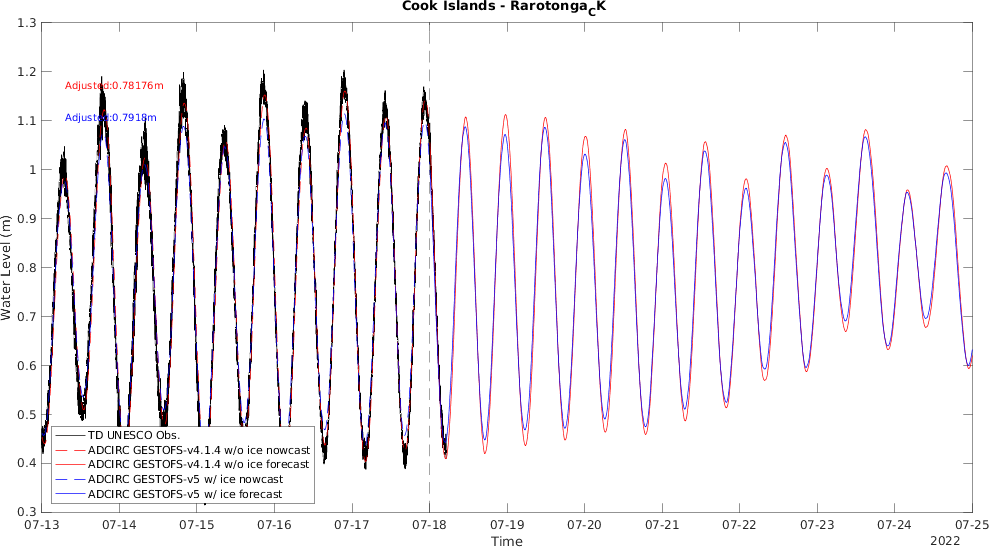 Cook Islands - Rarotonga_CK
1.3
1.2
1.1
1
0.9
0.8
0.7
0.6
0.5
0.4
0.3
Water Level (m)
Adjusted:0.78176m
Adjusted:0.7918m
TD UNESCO Obs.
ADCIRC GESTOFS-v4.1.4 w/o ice nowcast
ADCIRC GESTOFS-v4.1.4 w/o ice forecast
ADCIRC GESTOFS-v5 w/ ice nowcast
ADCIRC GESTOFS-v5 w/ ice forecast
07-13 07-14 07-15 07-16 07-17 07-18 07-19 07-20 07-21 07-22 07-23 07-24 07-25
Time
2022